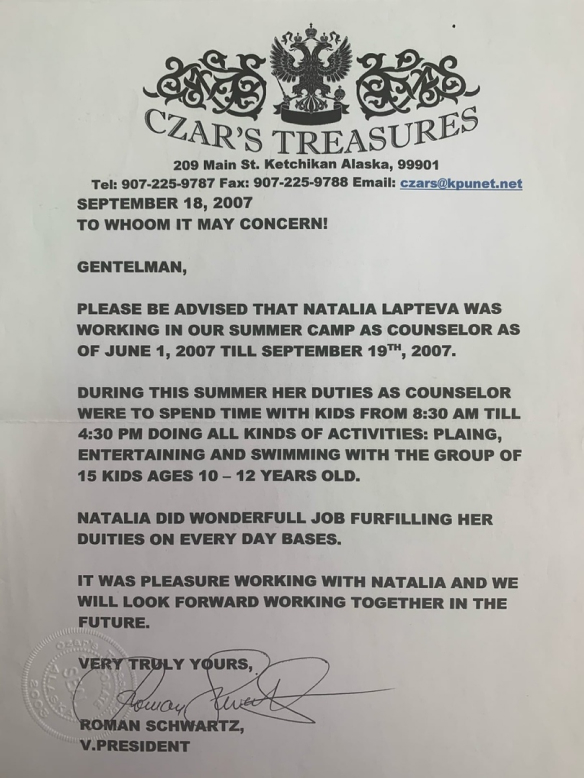 CZAR'S TREASURES
209 Main St. Ketchikan Alaska, 99901
Tel: 907-225-9787 Fax: 907-225-9788 Email: czars@kpunet.net
SEPTEMBER 18, 2007
TO WHOM IT MAY CONCERN!
GENTELMAN,
PLEASE BE ADVISED THAT NATALIA LAPTEVA WAS
WORKING IN OUR SUMMER CAMP AS COUNSELOR AS
OF JUNE 1, 2007 TILL SEPTEMBER 19TH, 2007.
DURING THIS SUMMER HER DUTIES AS COUNSELOR
WERE TO SPEND TIME WITH KIDS FROM 8:30 AM TILL
4:30 PM DOING ALL KINDS OF ACTIVITIES: PLAING,
ENTERTAINING AND SWIMMING WITH THE GROUP OF
15 KIDS AGES 10 – 12 YEARS OLD.
NATALIA DID WONDERFULL JOB FURFILLING HER
DUITIES ON EVERY DAY BASES.
IT WAS PLEASURE WORKING WITH NATALIA AND WE
WILL LOOK FORWARD WORKING TOGETHER IN THE
FUTURE.
VERY TRULY YOURS,
ROMAN SCHWARTZ,
V.PRESIDENT